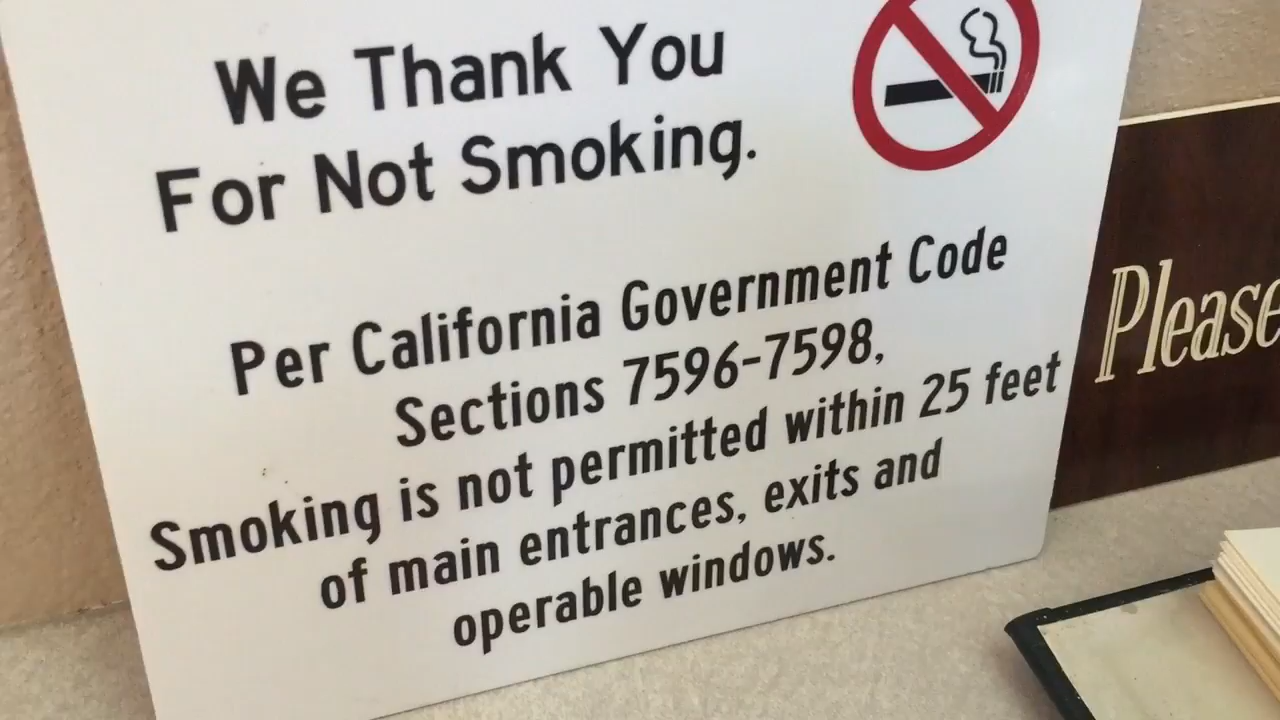 We Thank You
For Not Smoking.
Per California Government Code
Sections 7596-7598,
Smoking is not permitted within 25 feet
of main entrances, exits and
operable windows.
Please